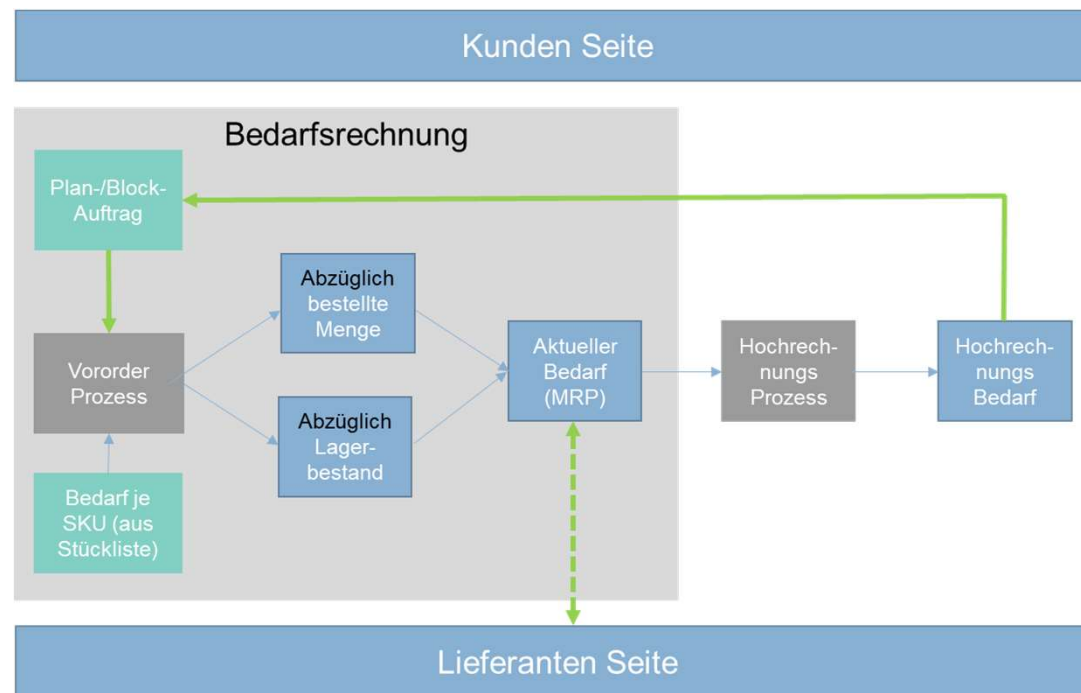 Kunden Seite
Bedarfsrechnung
Plan-/Block-
Auftrag
Abzüglich
bestellte
Menge
Vororder
Prozess
Aktueller
Bedarf
(MRP)
Hochrech-
nungs
Prozess
Hochrech-
nungs
Bedarf
Abzüglich
Lager-
bestand
Bedarf je
SKU (aus
Stückliste)
Lieferanten Seite